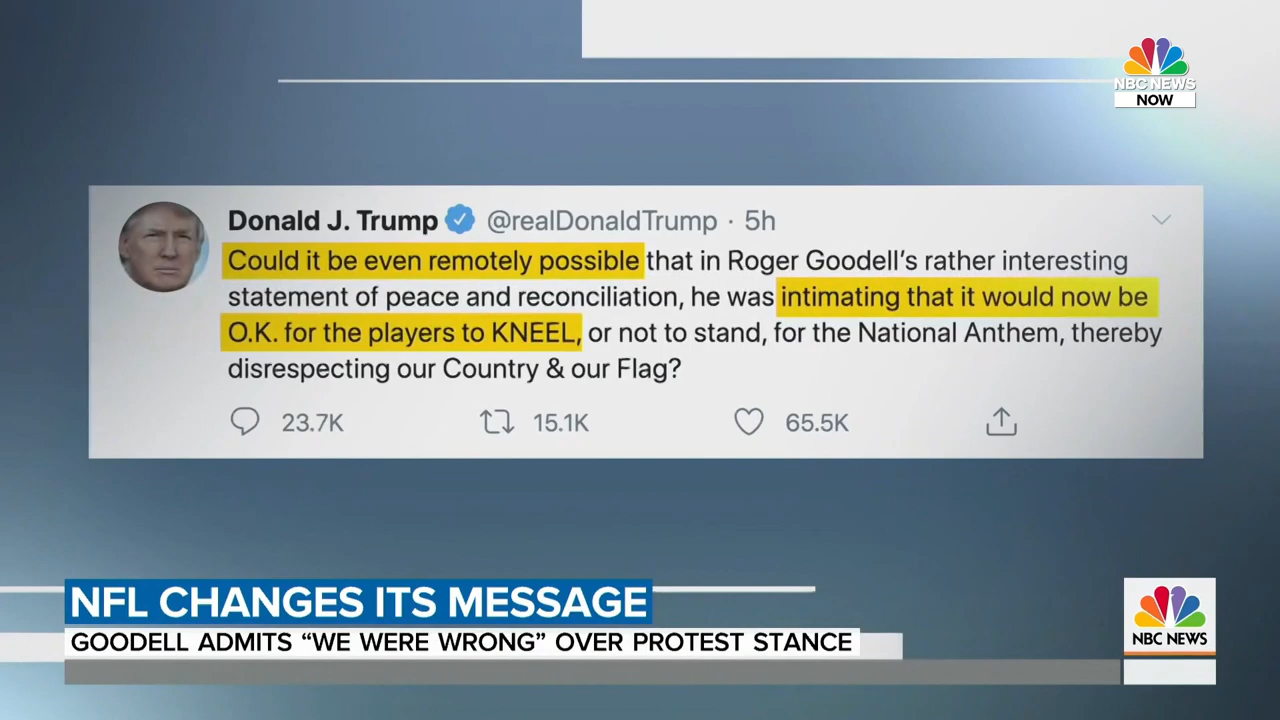 NBC NEWS
NOW
Donald J. Trump @realDonaldTrump · 5h
Could it be even remotely possible that in Roger Goodell's rather interesting
statement of peace and reconciliation, he was intimating that it would now be
O.K. for the players to KNEEL, or not to stand, for the National Anthem, thereby
disrespecting our Country & our Flag?
23.7K 15.1K 65.5K
NFL CHANGES ITS MESSAGE
GOODELL ADMITS “WE WERE WRONG” OVER PROTEST STANCE
NBC NEWS